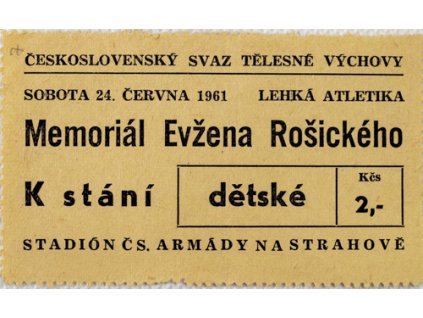 ČESKOSLOVENSKÝ SVAZ TĚLESNÉ VÝCHOVY
SOBOTA 24. ČERVNA 1961 LEHKÁ ATLETIKA
Memoriál Evžena Rošického
K stání dětské Kčs 2,-
STADIÓN ČS. ARMÁDY NA STRAHOVĚ